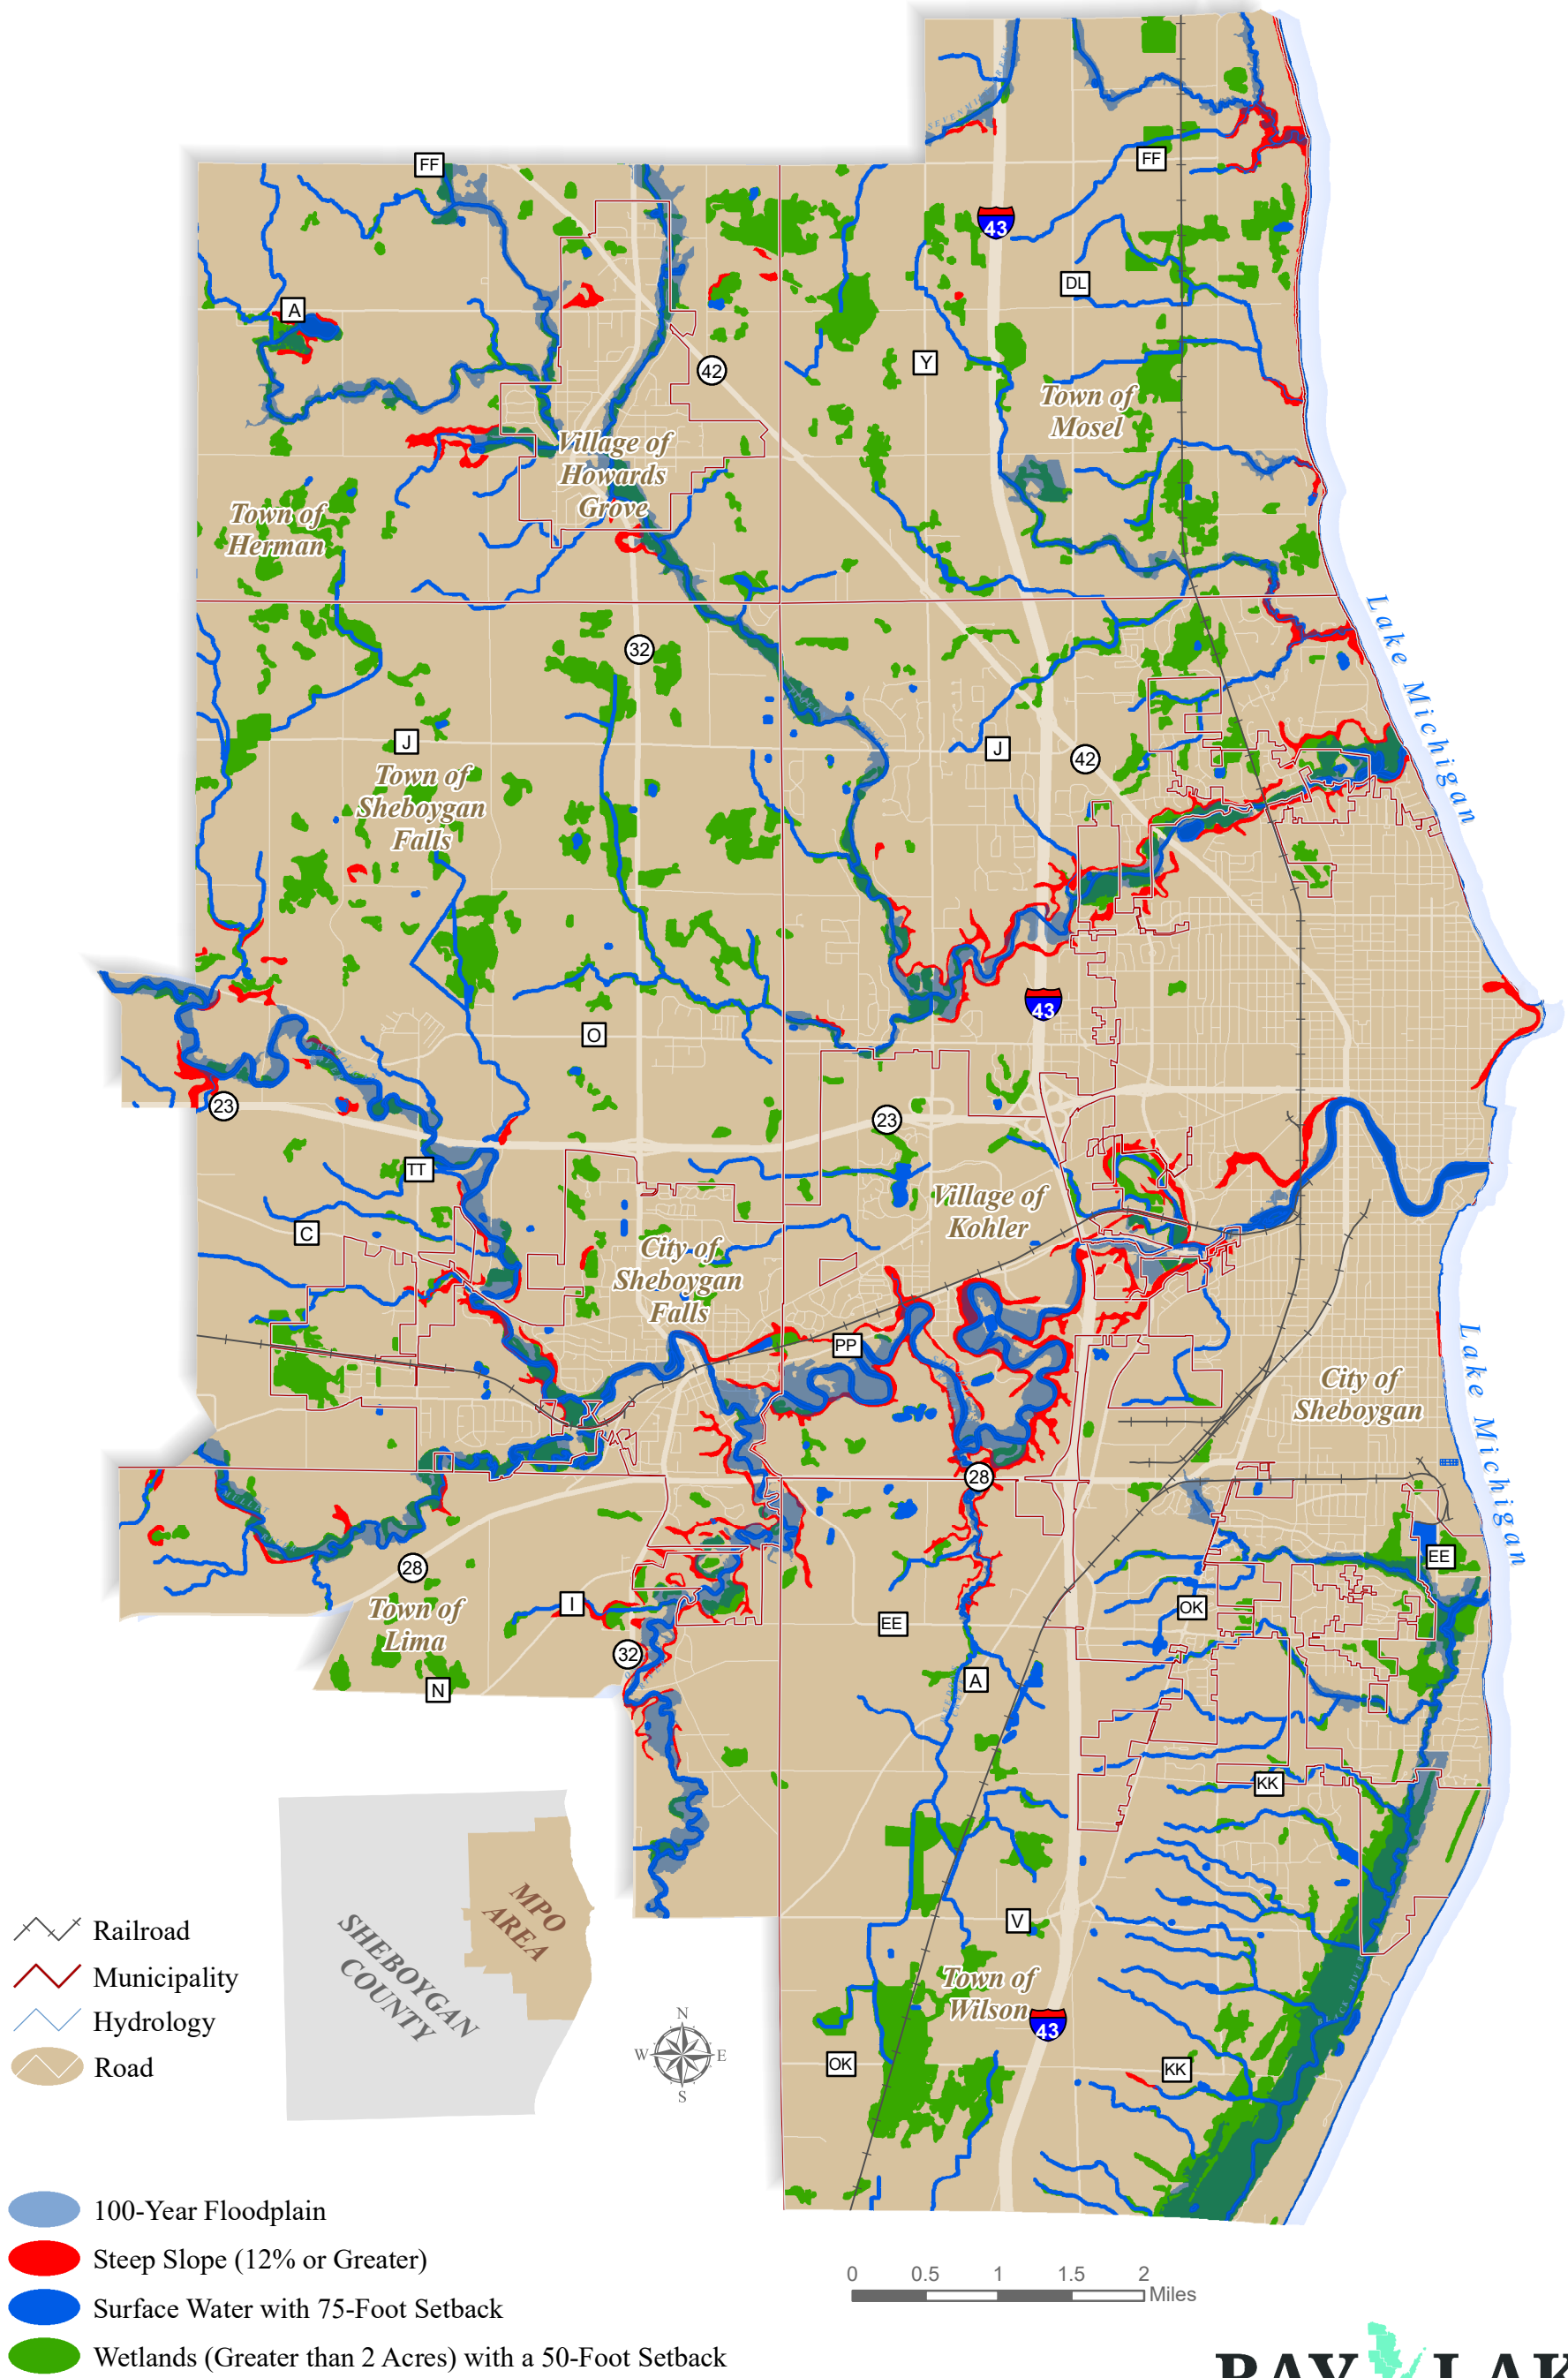 FF
FF
SEVENMI
43
A
DL
42
Y
Town of
Mosel
Village of
Howards
Grove
Town of
Herman
32
Lake Michigan
J
J
42
Town of
Sheboygan
Falls
O
43
23
23
TT
C
Village of
Kohler
City of
Sheboygan
Falls
PP
City of
Sheboygan
Lake Michigan
28
MULLET
28
EE
OK
I
EE
Town of
Lima
32
A
N
KK
V
Town of
Wilson
43
OK
KK
Railroad
Municipality
Hydrology
Road
SHEBOYGAN
COUNTY
MPO
AREA
N
W E
S
100-Year Floodplain
Steep Slope (12% or Greater)
Surface Water with 75-Foot Setback
Wetlands (Greater than 2 Acres) with a 50-Foot Setback
0 0.5 1 1.5 2
Miles
BAY LAK